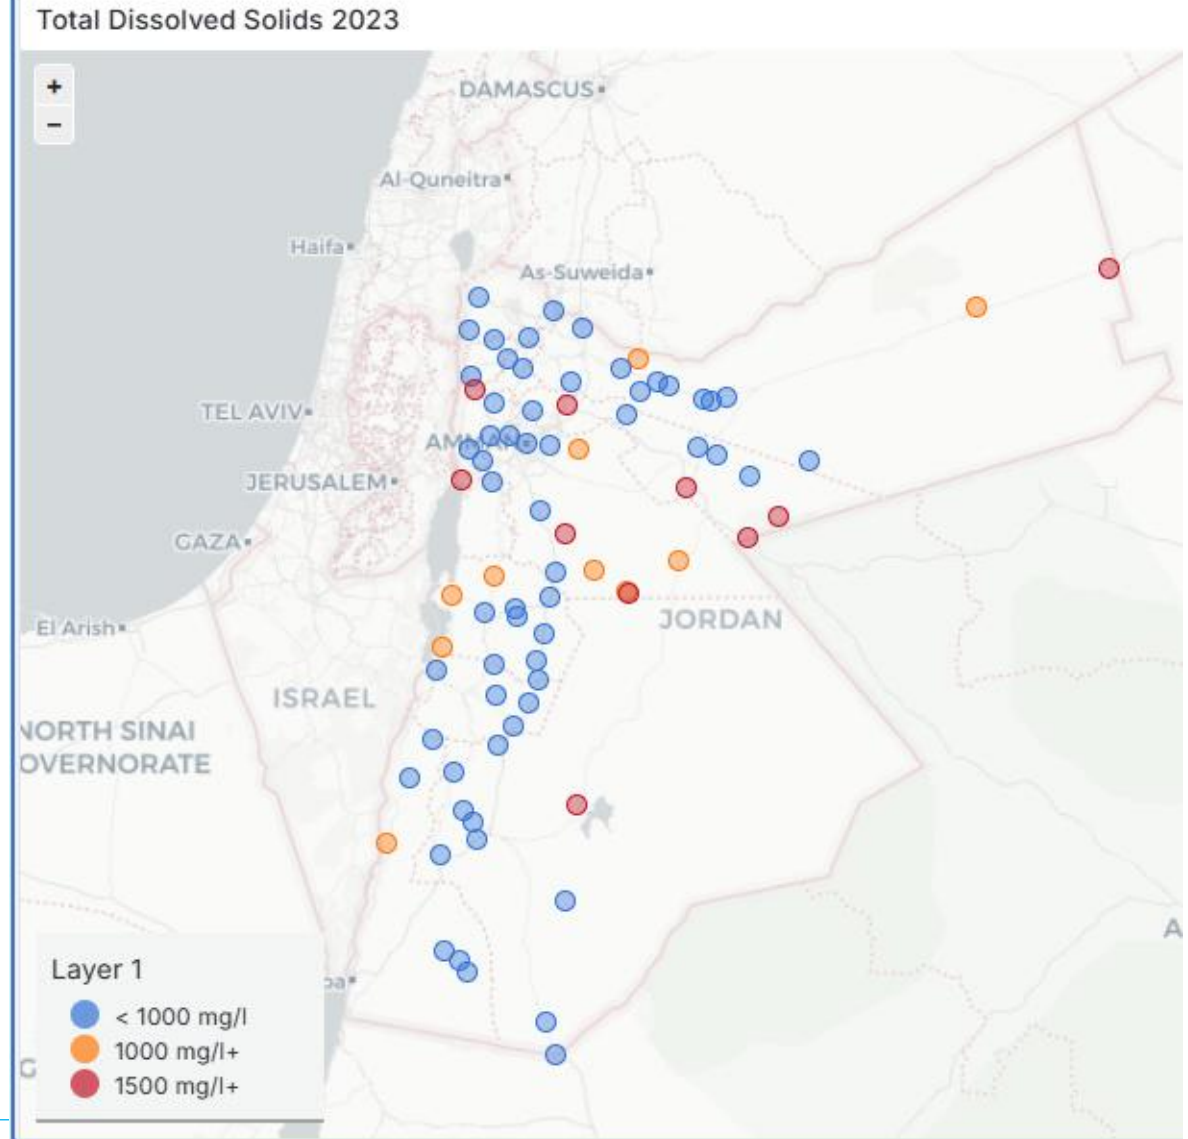 Total Dissolved Solids 2023
+
−
DAMASCUS
Al-Quneitra
Haifa
As-Suweida
TEL AVIV
AMMAN
JERUSALEM
GAZA
El Arish
JORDAN
ISRAEL
NORTH SINAI
OVERNORATE
Layer 1
< 1000 mg/l
1000 mg/l+
1500 mg/l+
ba
A
G